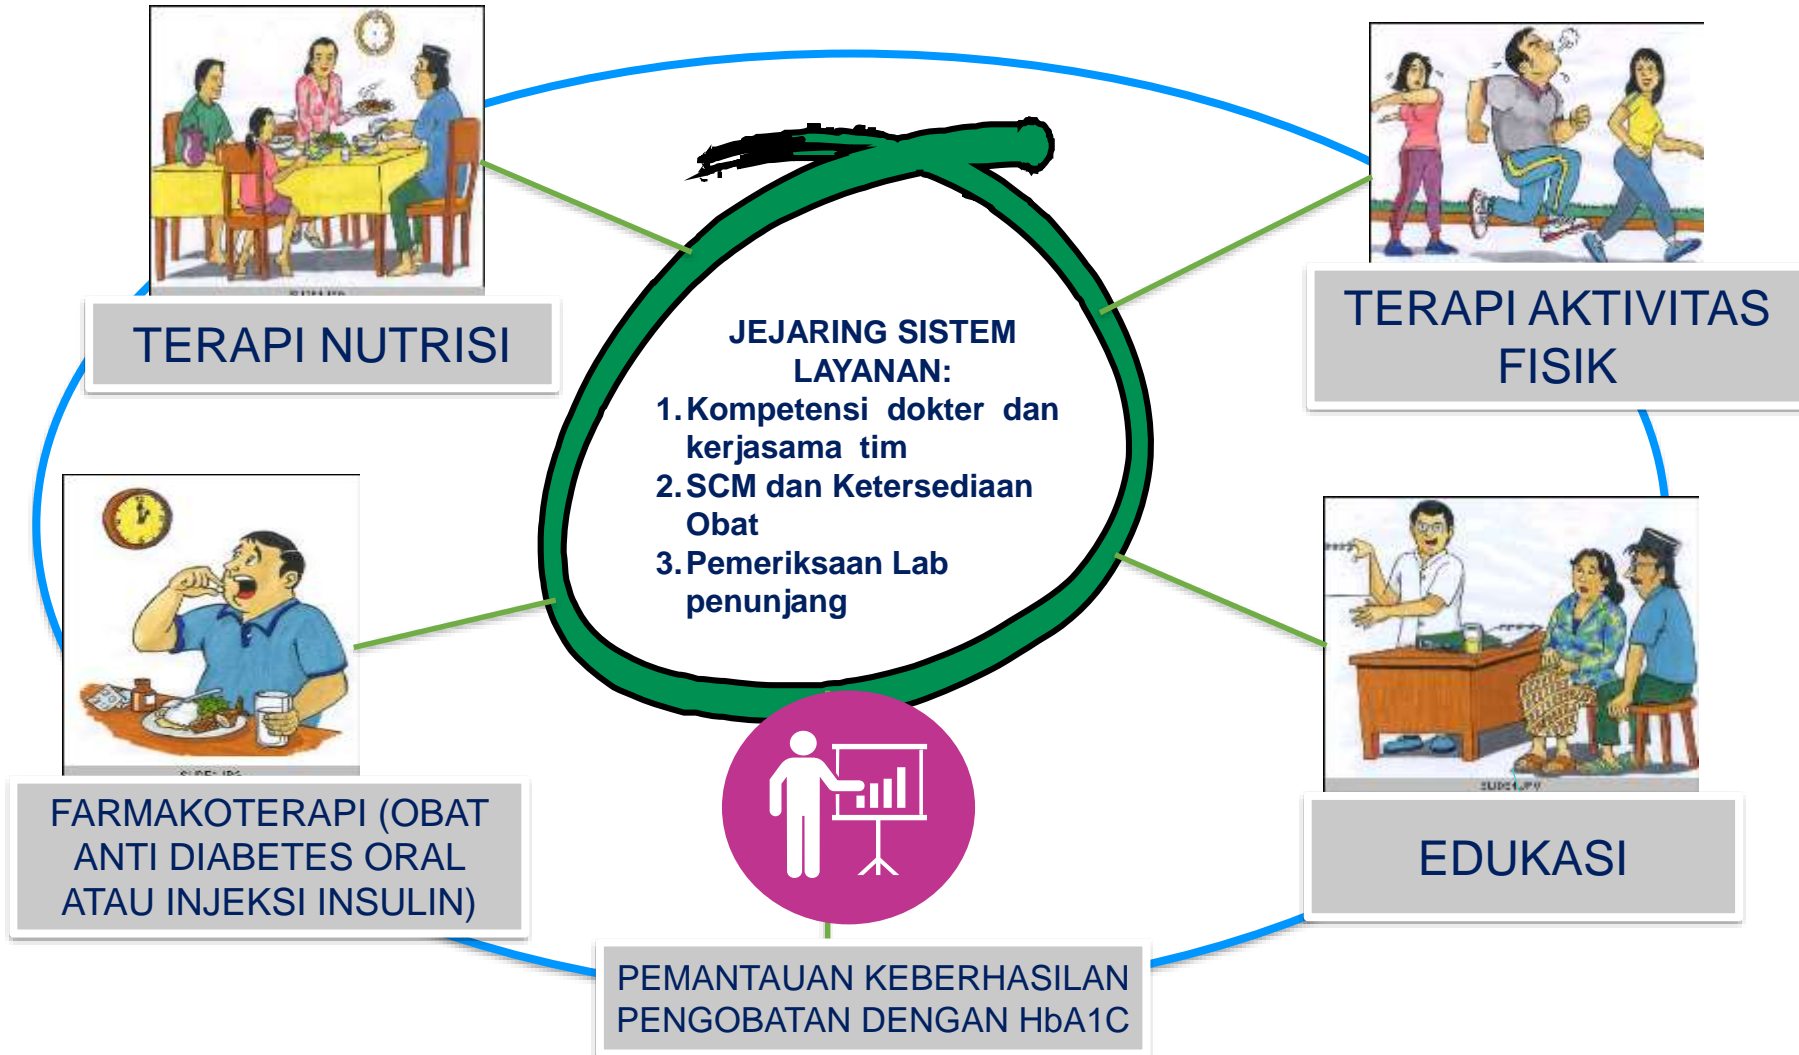 TERAPI NUTRISI
TERAPI AKTIVITAS
FISIK
JEJARING SISTEM
LAYANAN:
1. Kompetensi dokter dan
kerjasama tim
2. SCM dan Ketersediaan
Obat
3. Pemeriksaan Lab
penunjang
FARMAKOTERAPI (OBAT
ANTI DIABETES ORAL
ATAU INJEKSI INSULIN)
EDUKASI
PEMANTAUAN KEBERHASILAN
PENGOBATAN DENGAN HbA1C